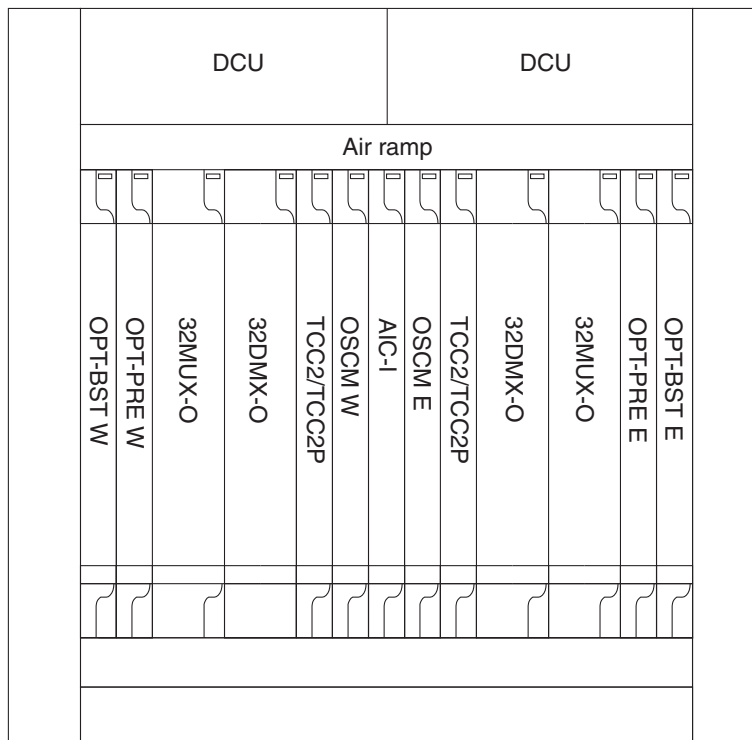 DCU
DCU
Air ramp
OPT-BST W
OPT-PRE W
32MUX-O
32DMX-O
TCC2/TCC2P
OSCM W
AIC-I
OSCM E
TCC2/TCC2P
32DMX-O
32MUX-O
OPT-PRE E
OPT-BST E